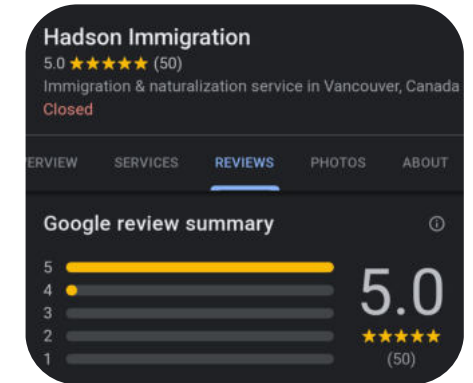 Hadson Immigration
5.0 ★★★★★ (50)
Immigration & naturalization service in Vancouver, Canada
Closed
ERVIEW SERVICES REVIEWS PHOTOS ABOUT
Google review summary
5
4
3
2
1
5.0
★★★★★
(50)